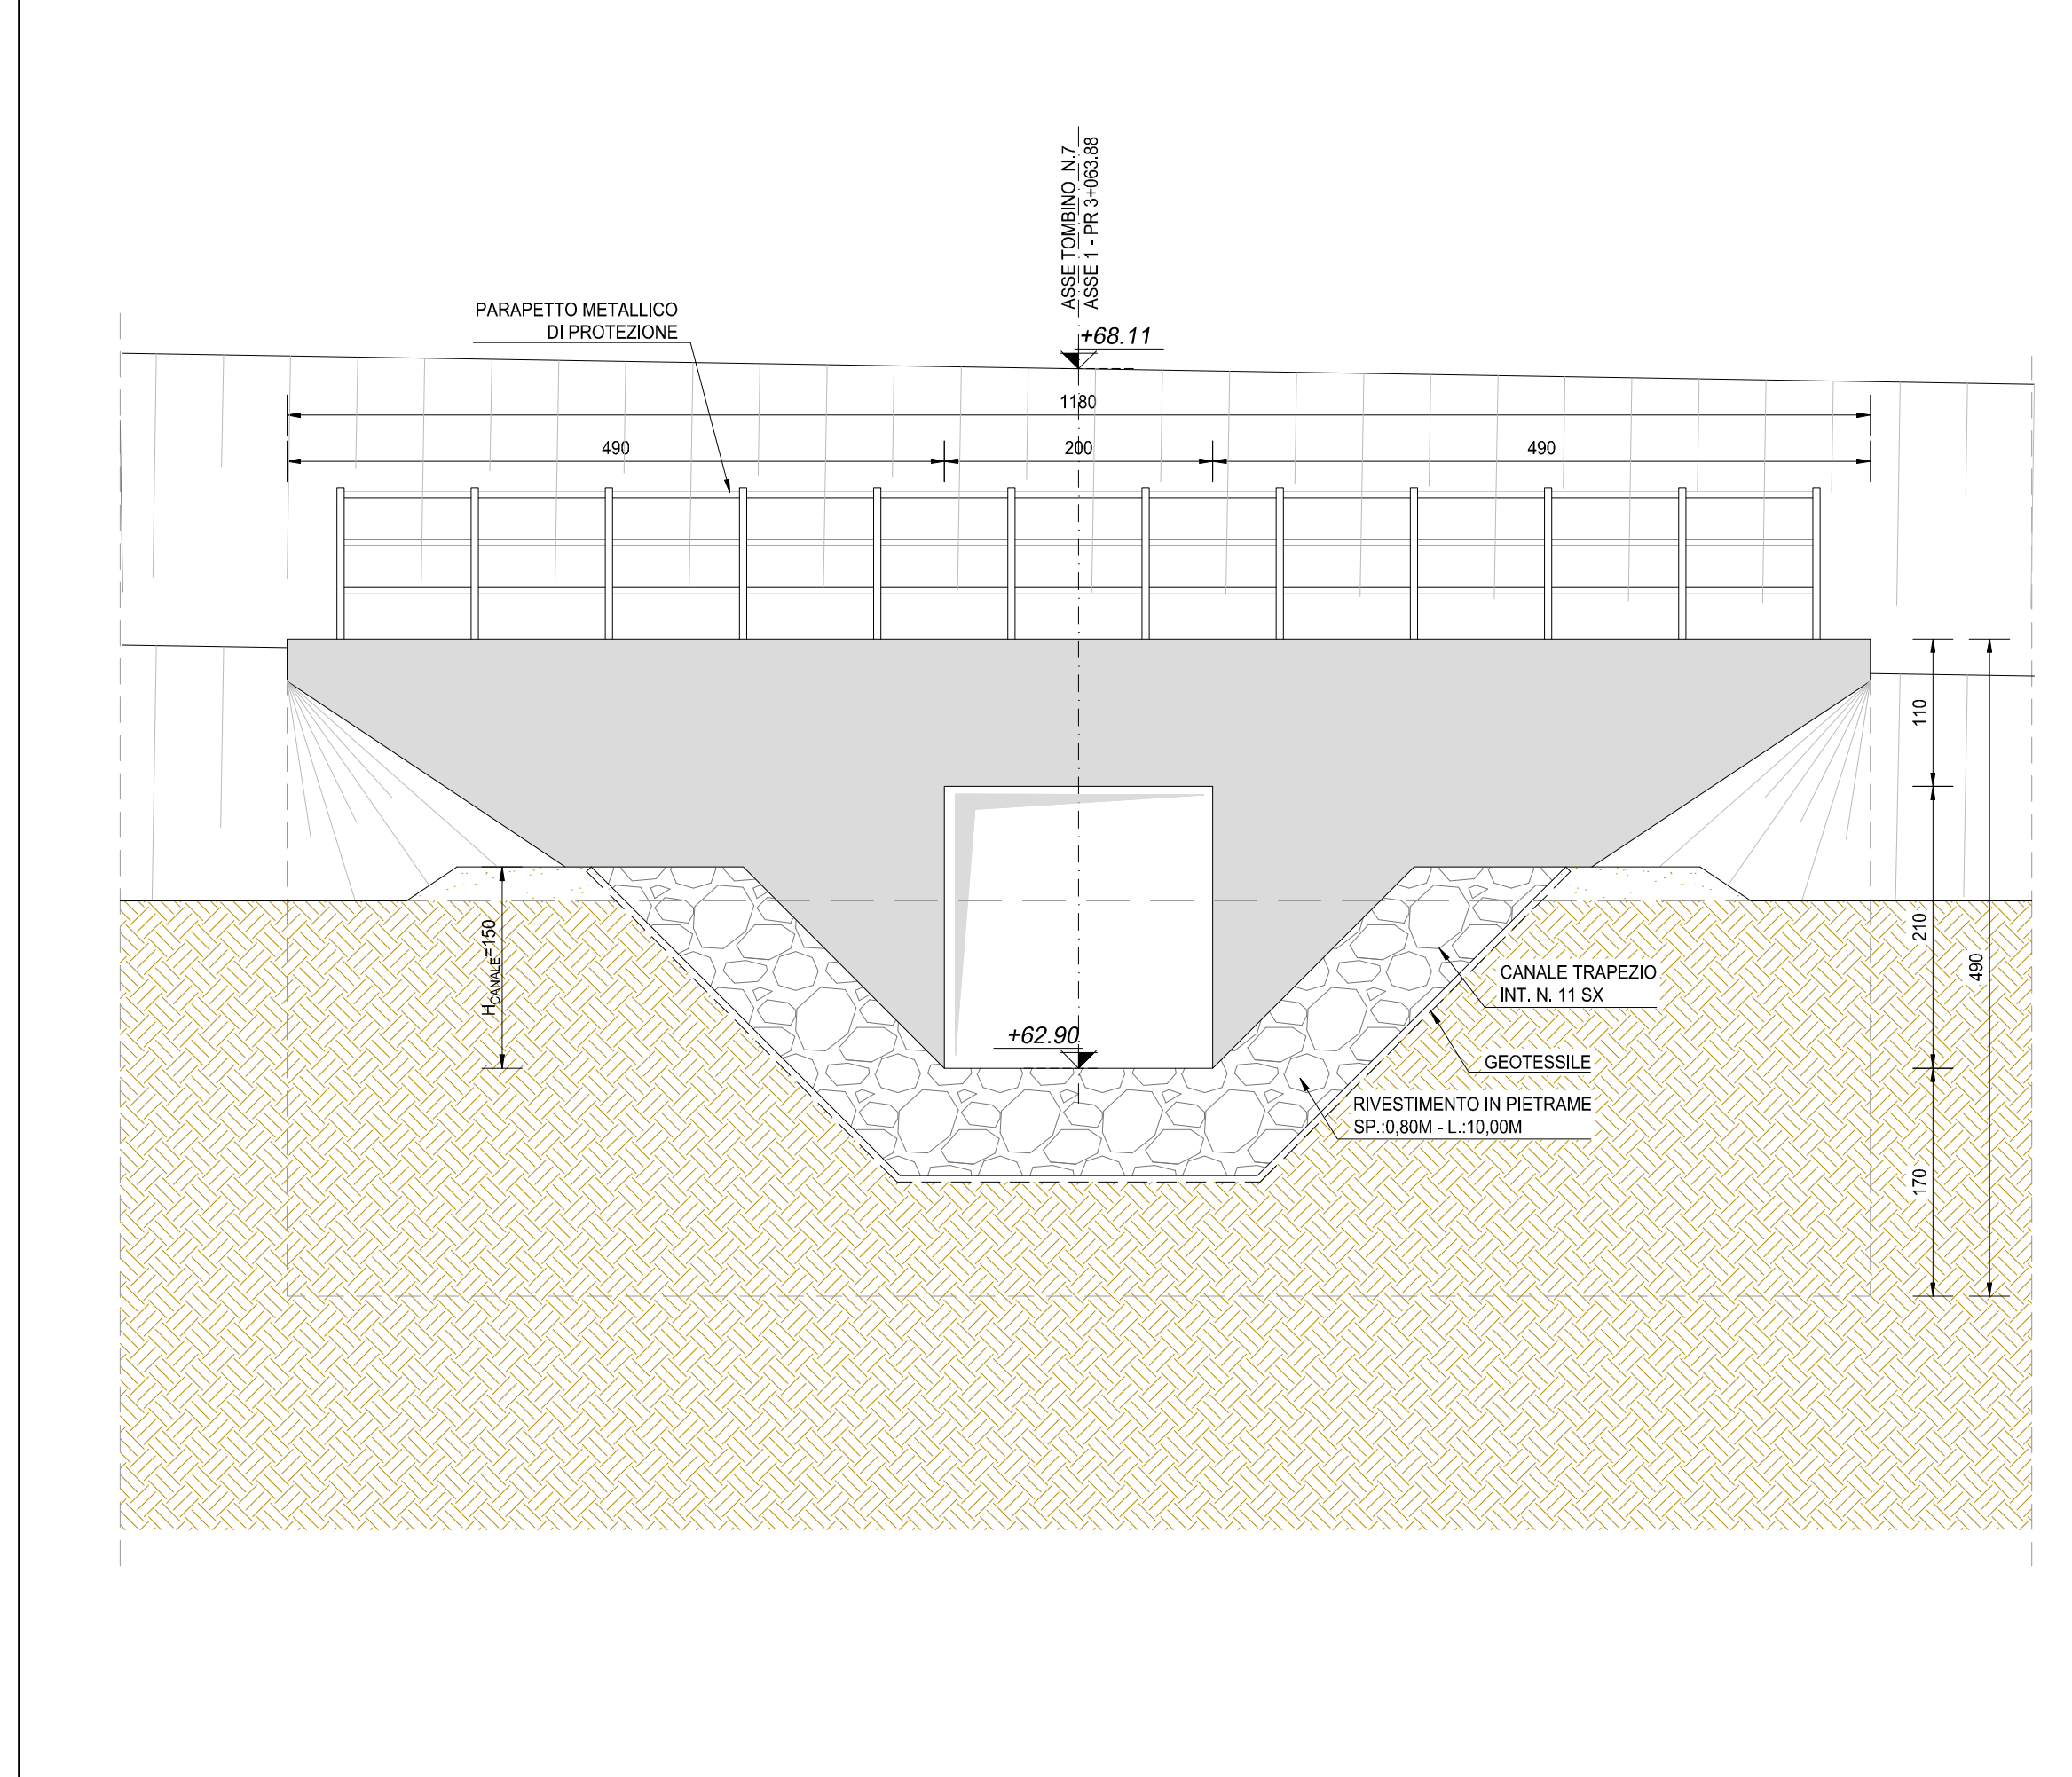 ASSE TOMBINO N.7
ASSE 1 - PR 3+063.88
PARAPETTO METALLICO
DI PROTEZIONE
+68.11
1180
490
200
490
110
210
490
170
HCANALE=150
+62.90
CANALE TRAPEZIO
INT. N. 11 SX
GEOTESSILE
RIVESTIMENTO IN PIETRAME
SP.:0,80M - L.:10,00M